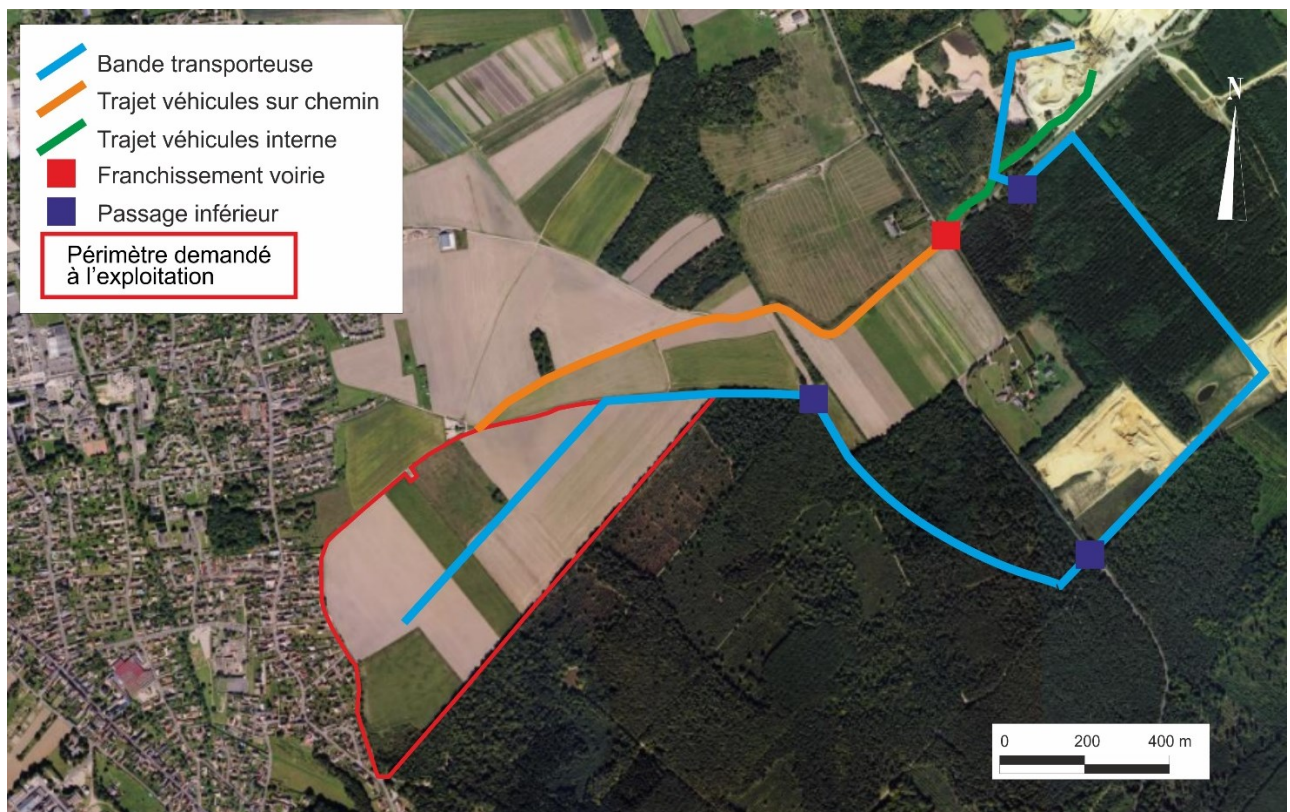 Bande transporteuse
Trajet véhicules sur chemin
Trajet véhicules interne
Franchissement voirie
Passage inférieur
Périmètre demandé
à l'exploitation
N
0 200 400 m